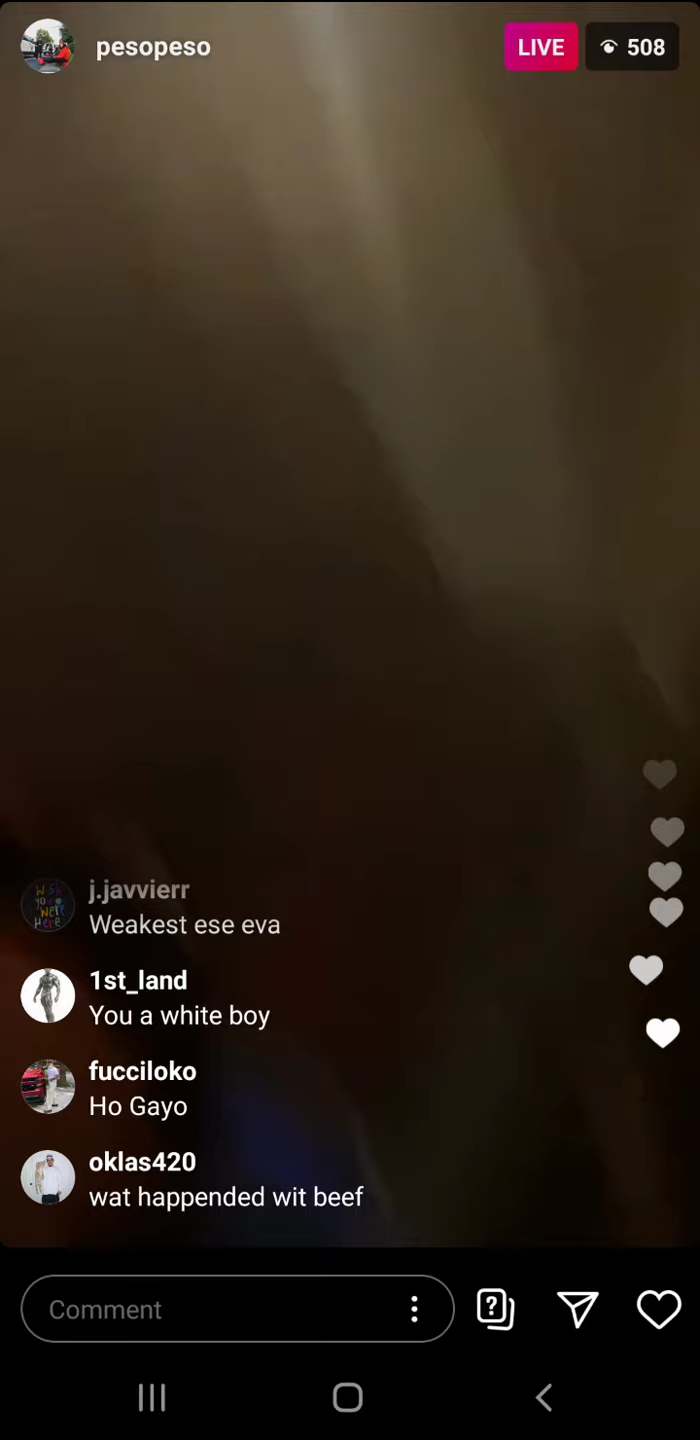 pesopeso
LIVE
508
j.javvierr
Weakest ese eva
1st_land
You a white boy
fucciloko
Ho Gayo
oklas420
wat happended wit beef
Comment